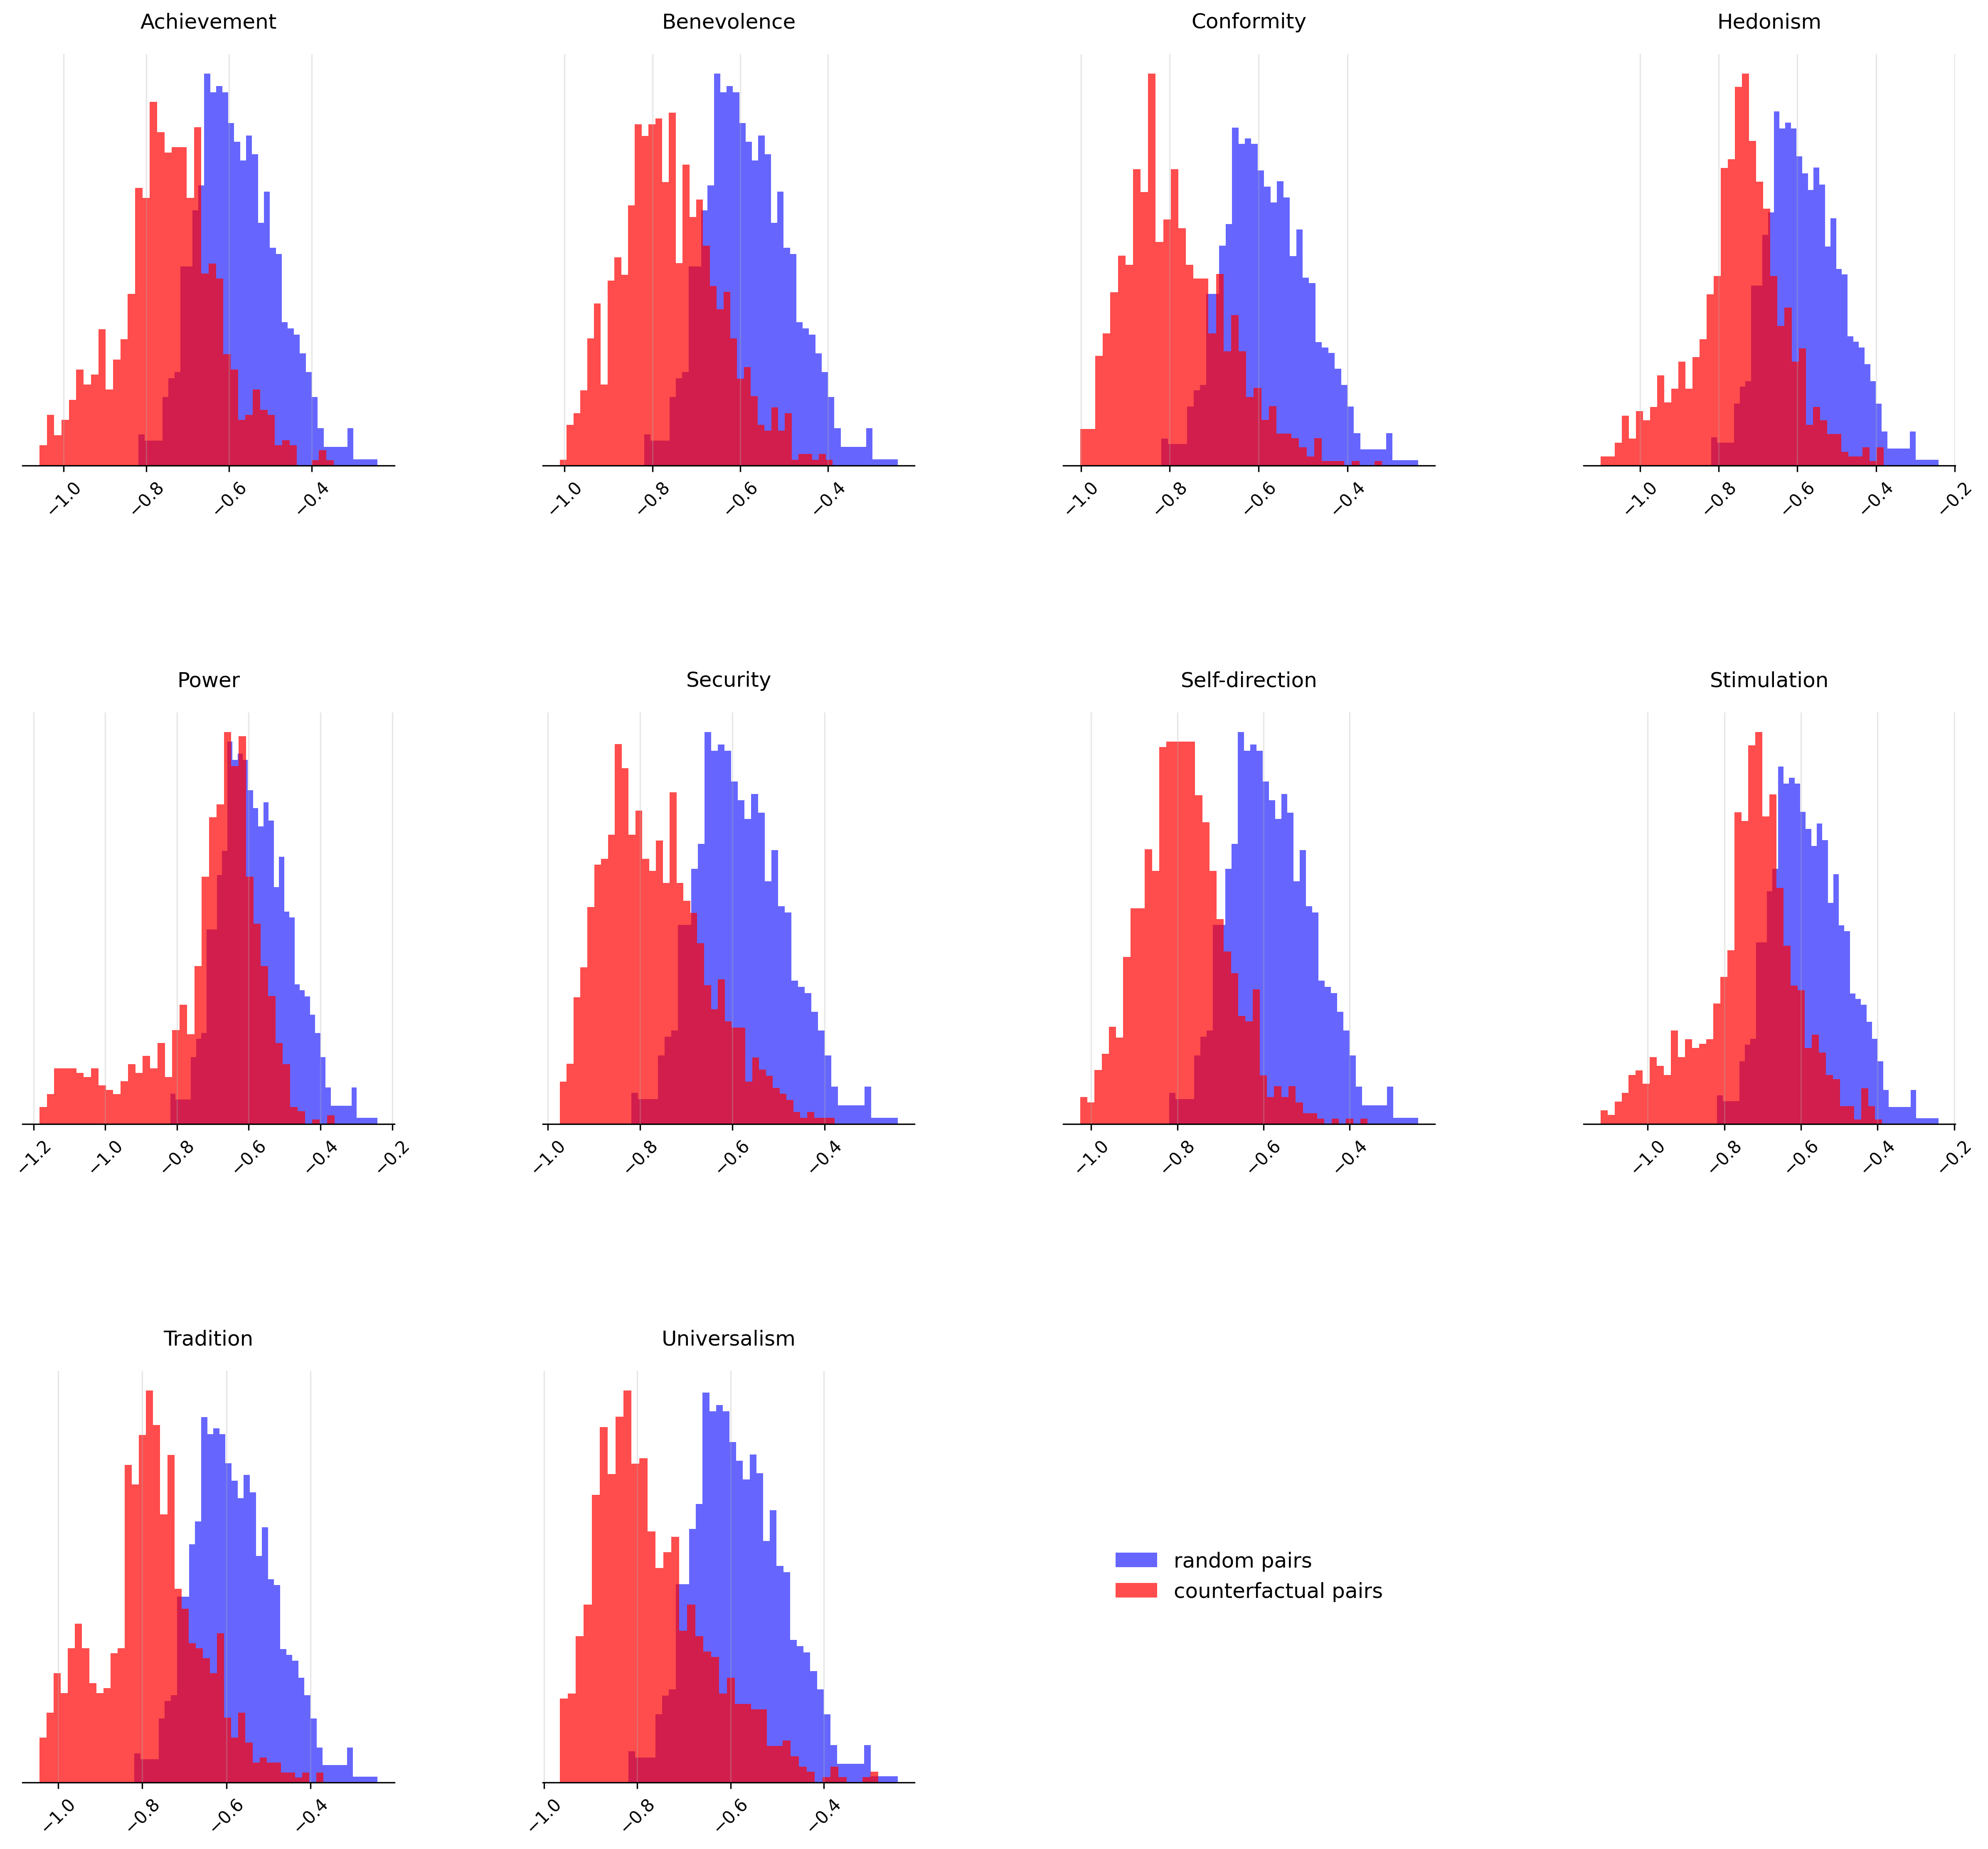 Achievement
Benevolence
Conformity
Hedonism
−1.0 −0.8 −0.6 −0.4
−1.0 −0.8 −0.6 −0.4
−1.0 −0.8 −0.6 −0.4
−1.0 −0.8 −0.6 −0.4 −0.2
Power
Security
Self-direction
Stimulation
−1.2 −1.0 −0.8 −0.6 −0.4 −0.2
−1.0 −0.8 −0.6 −0.4
−1.0 −0.8 −0.6 −0.4
−1.0 −0.8 −0.6 −0.4 −0.2
Tradition
Universalism
random pairs
counterfactual pairs
−1.0 −0.8 −0.6 −0.4
−1.0 −0.8 −0.6 −0.4